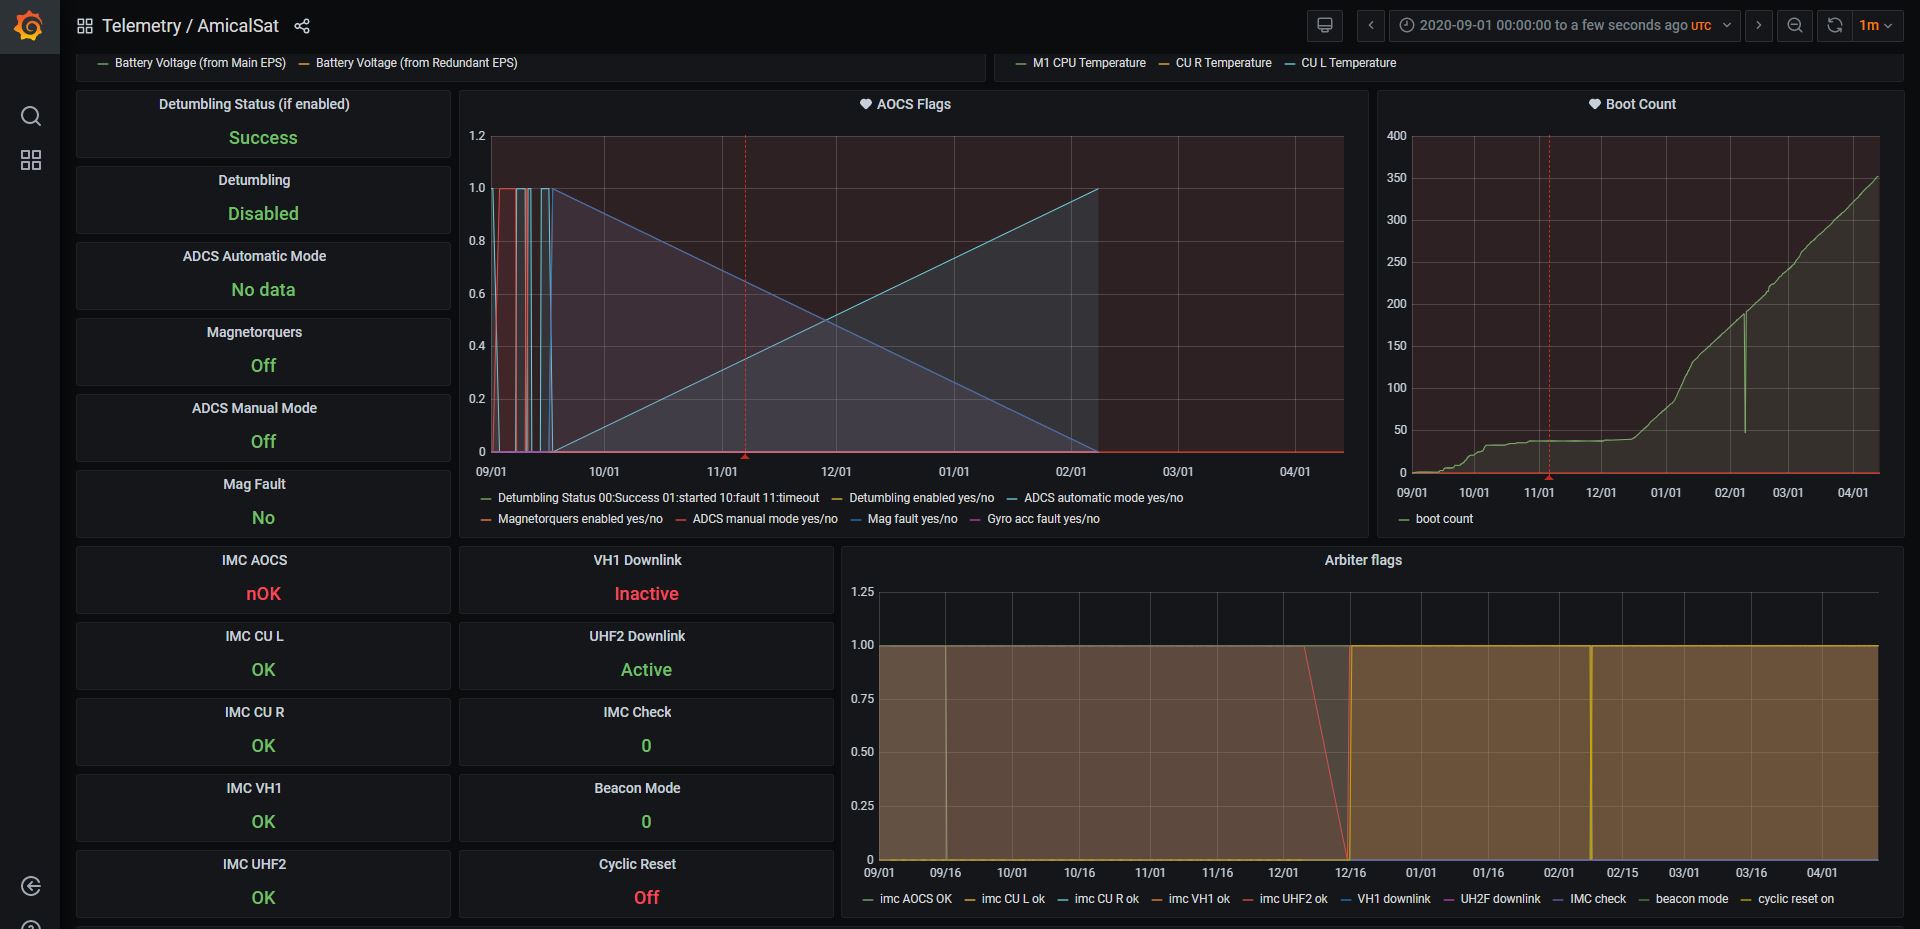 Telemetry / AmicalSat
2020-09-01 00:00:00 to a few seconds ago UTC
1m
Battery Voltage (from Main EPS) Battery Voltage (from Redundant EPS)
M1 CPU Temperature CU R Temperature CU L Temperature
Detumbling Status (if enabled)
Success
Detumbling
Disabled
ADCS Automatic Mode
No data
Magnetorquers
Off
ADCS Manual Mode
Off
Mag Fault
No
AOCS Flags
1.2
1.0
0.8
0.6
0.4
0.2
0
09/01 10/01 11/01 12/01 01/01 02/01 03/01 04/01
Detumbling Status 00:Success 01:started 10:fault 11:timeout Detumbling enabled yes/no ADCS automatic mode yes/no
Magnetorquers enabled yes/no ADCS manual mode yes/no Mag fault yes/no Gyro acc fault yes/no
Boot Count
400
350
300
250
200
150
100
50
0
09/01 10/01 11/01 12/01 01/01 02/01 03/01 04/01
boot count
IMC AOCS
nOK
IMC CU L
OK
IMC CU R
OK
IMC VH1
OK
IMC UHF2
OK
VH1 Downlink
Inactive
UHF2 Downlink
Active
IMC Check
0
Beacon Mode
0
Cyclic Reset
Off
Arbiter flags
1.25
1.00
0.75
0.50
0.25
0
09/01 09/16 10/01 10/16 11/01 11/16 12/01 12/16 01/01 01/16 02/01 02/15 03/01 03/16 04/01
imc AOCS OK imc CU L ok imc CU R ok imc VH1 ok imc UHF2 ok VH1 downlink UH2F downlink IMC check beacon mode cyclic reset on